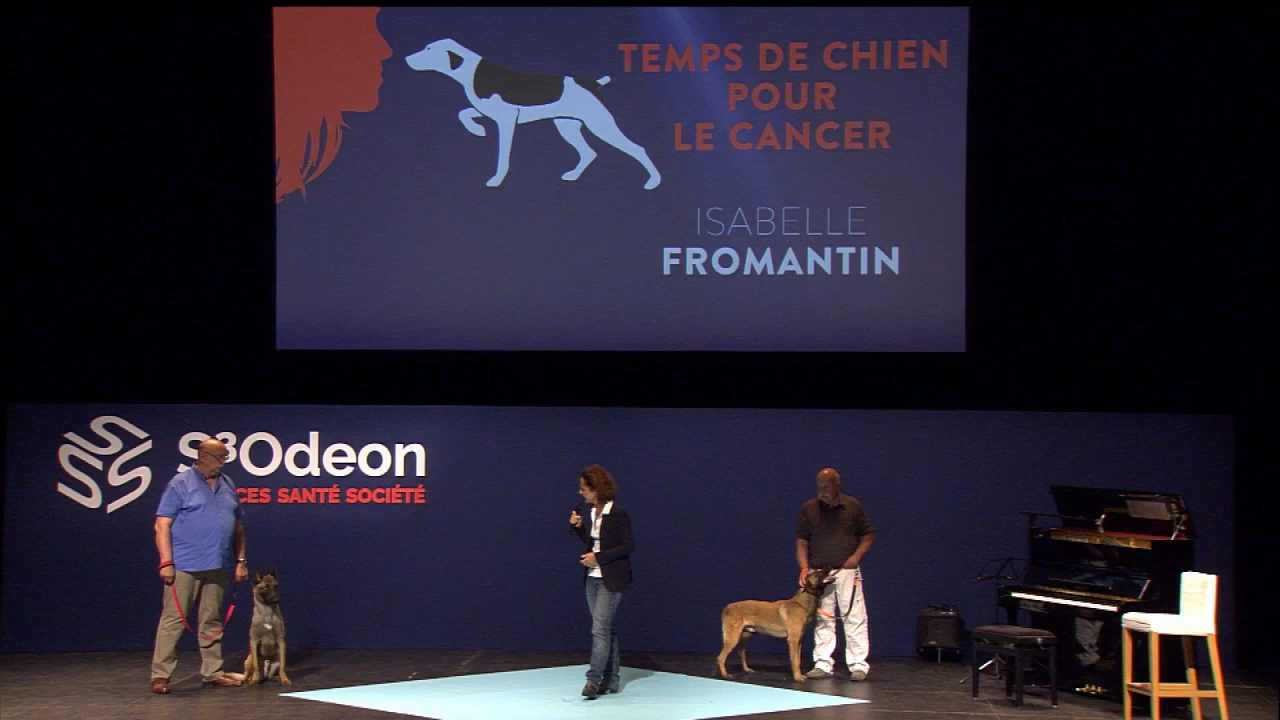 TEMPS DE CHIEN
POUR
LE CANCER
ISABELLE
FROMANTIN
S3Odeon
CES SANTÉ SOCIÉTÉ